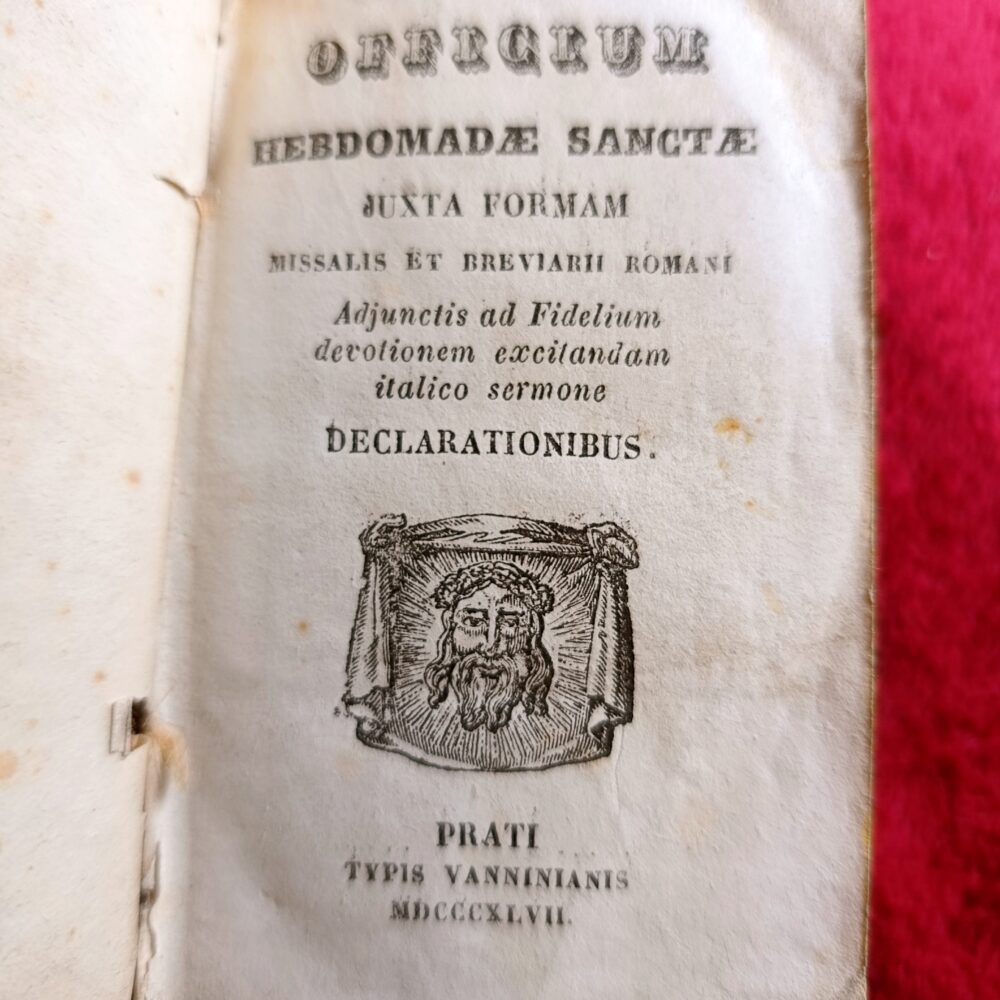 OFFICIUM
HEBDOMADÆ SANCTÆ
JUXTA FORMAM
MISSALIS ET BREVIARII ROMANI
Adjunctis ad Fidelium
devotionem excitandam
italico sermone
DECLARATIONIBUS.
PRATI
TYPIS VANNINIANIS
MDCCCXLVII.